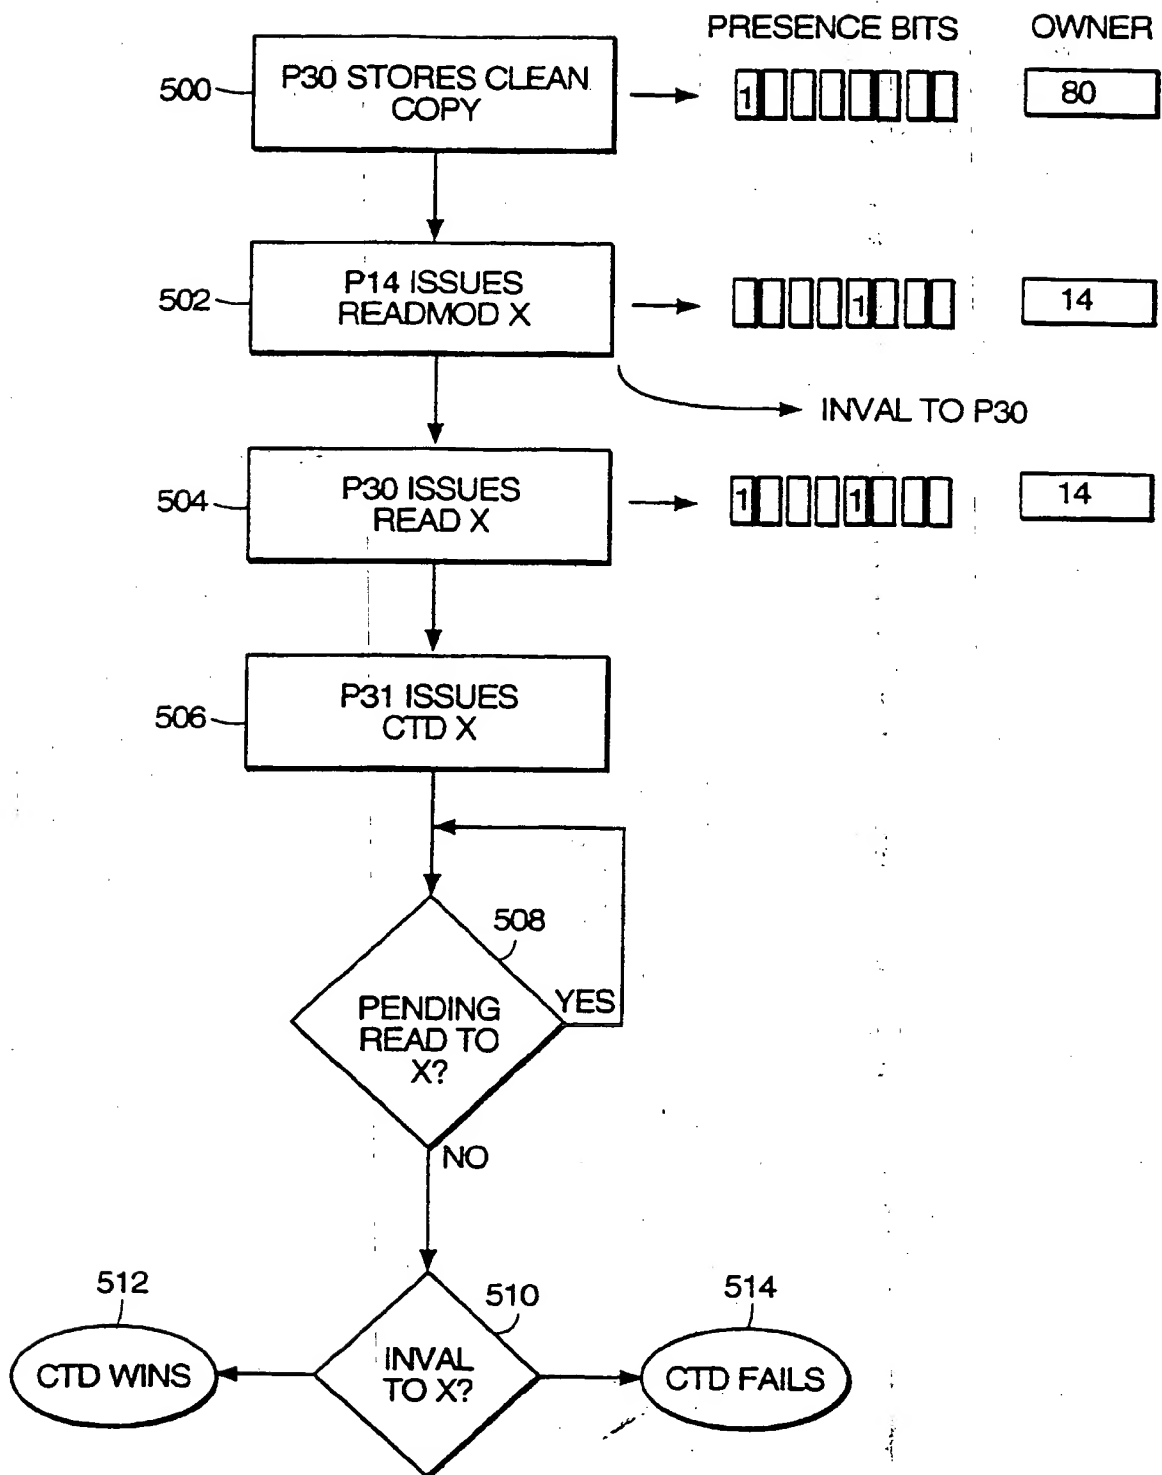 PRESENCE BITS OWNER
500 P30 STORES CLEAN
COPY
1 80
502 P14 ISSUES
READMOD X
1 14
INVAL TO P30
504 P30 ISSUES
READ X
1 1 14
506 P31 ISSUES
CTD X
508
PENDING
READ TO
X?
YES
NO
512
510
514
CTD WINS
INVAL
TO X?
CTD FAILS